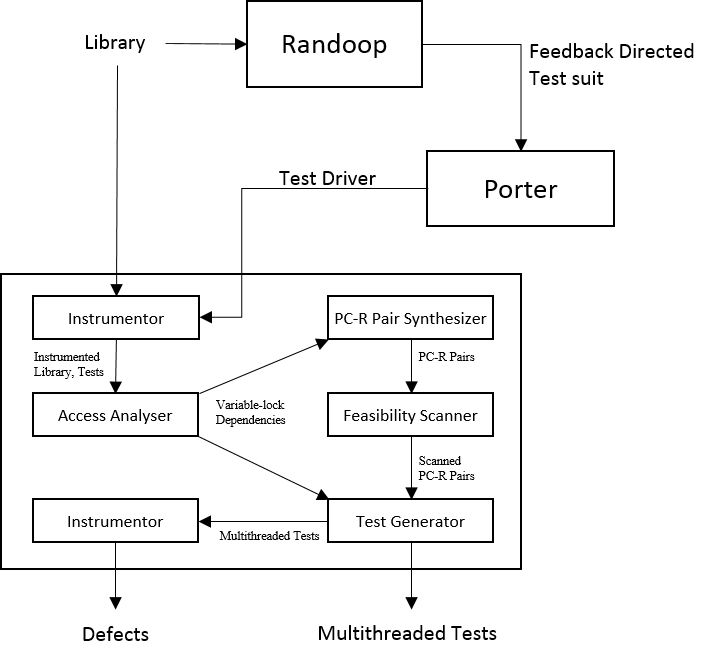 Library
Randoop
Feedback Directed
Test suit
Test Driver
Porter
Instrumentor
PC-R Pair Synthesizer
Instrumented
Library, Tests
PC-R Pairs
Access Analyser
Variable-lock
Dependencies
Feasibility Scanner
Scanned
PC-R Pairs
Instrumentor
Multithreaded Tests
Test Generator
Defects
Multithreaded Tests